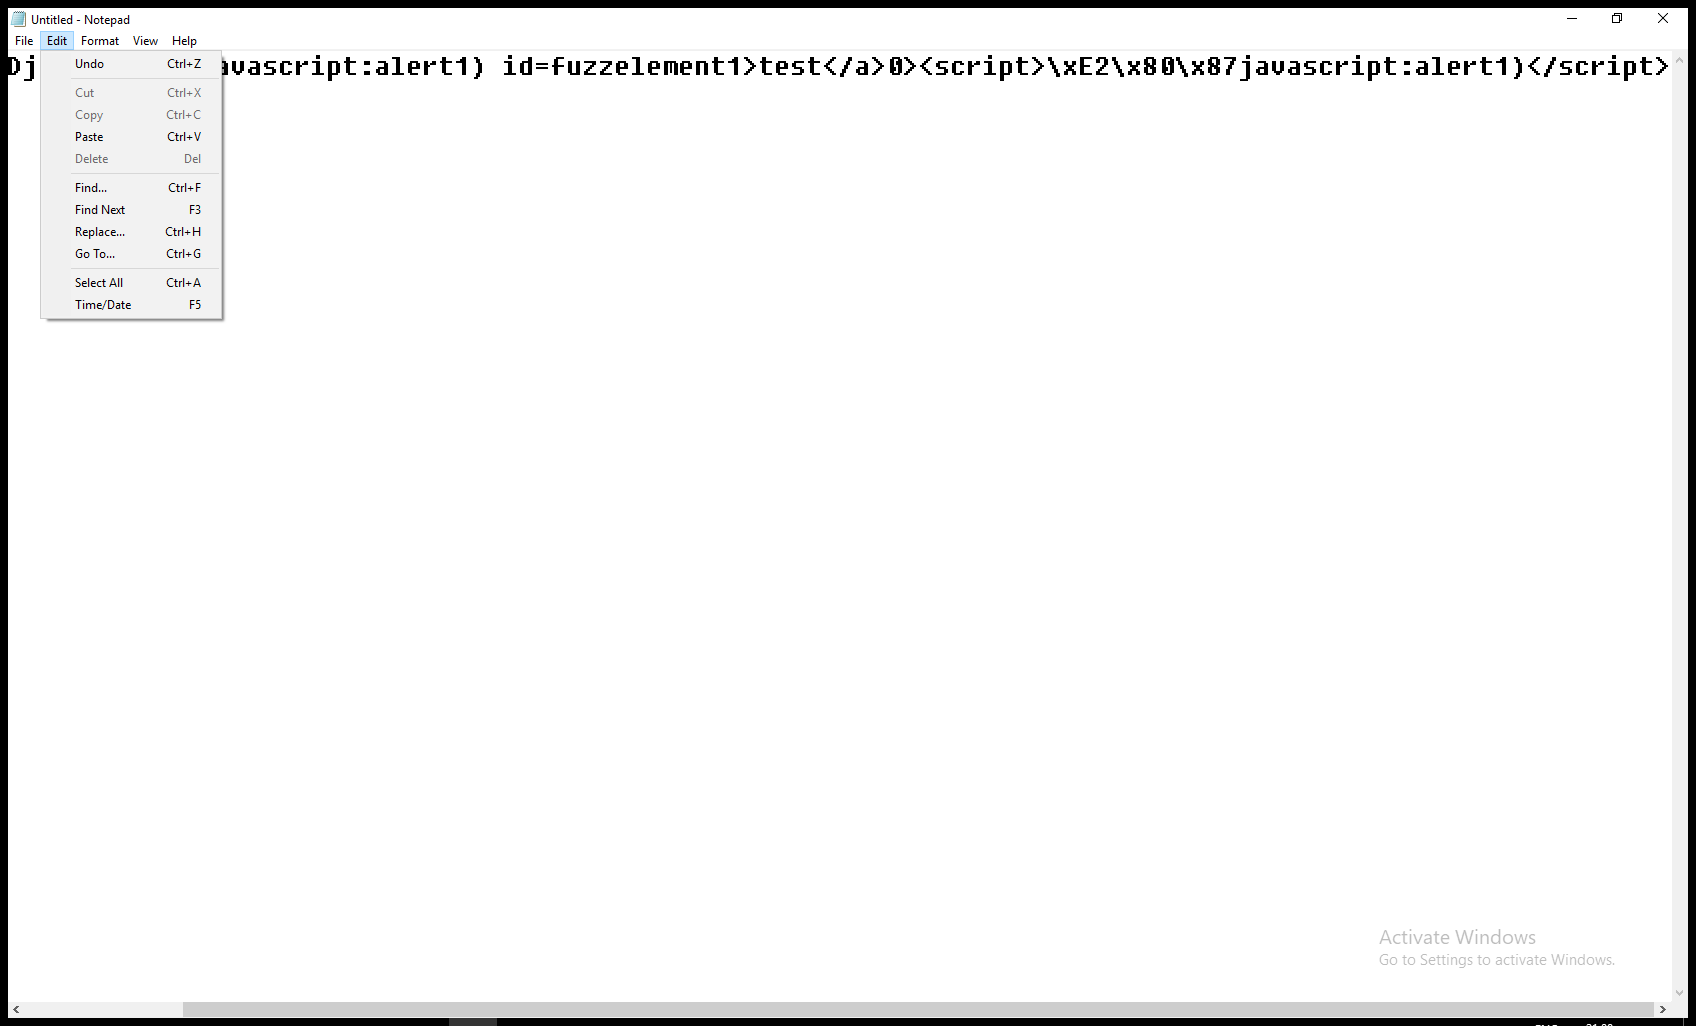 Untitled - Notepad
File Edit Format View Help
avascript:alert1) id=fuzzelement1>test</a>0><script>\xE2\x80\x87javascript:alert1)</script>
Undo Ctrl+Z
Cut Ctrl+X
Copy Ctrl+C
Paste Ctrl+V
Delete Del
Find... Ctrl+F
Find Next F3
Replace... Ctrl+H
Go To... Ctrl+G
Select All Ctrl+A
Time/Date F5
Activate Windows
Go to Settings to activate Windows.